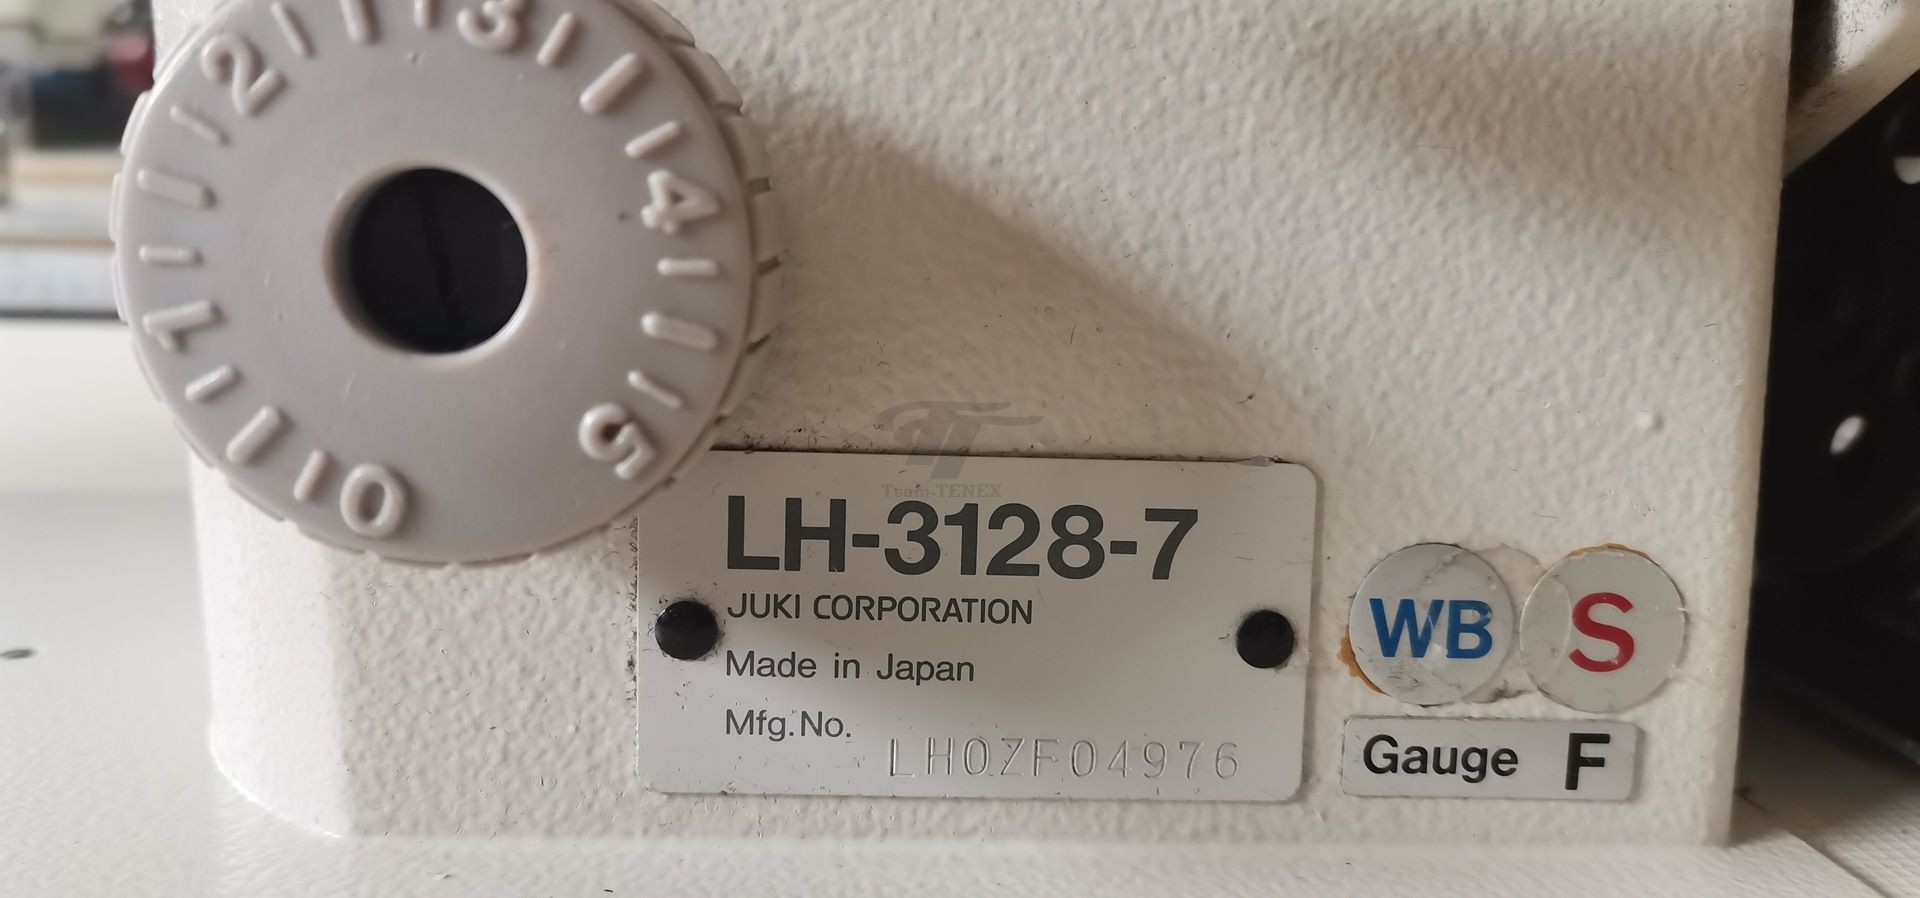 2 3 4 5 0 1
Team-TENEX
LH-3128-7
JUKI CORPORATION
Made in Japan
Mfg.No. LH0ZF04976
WB S
Gauge F